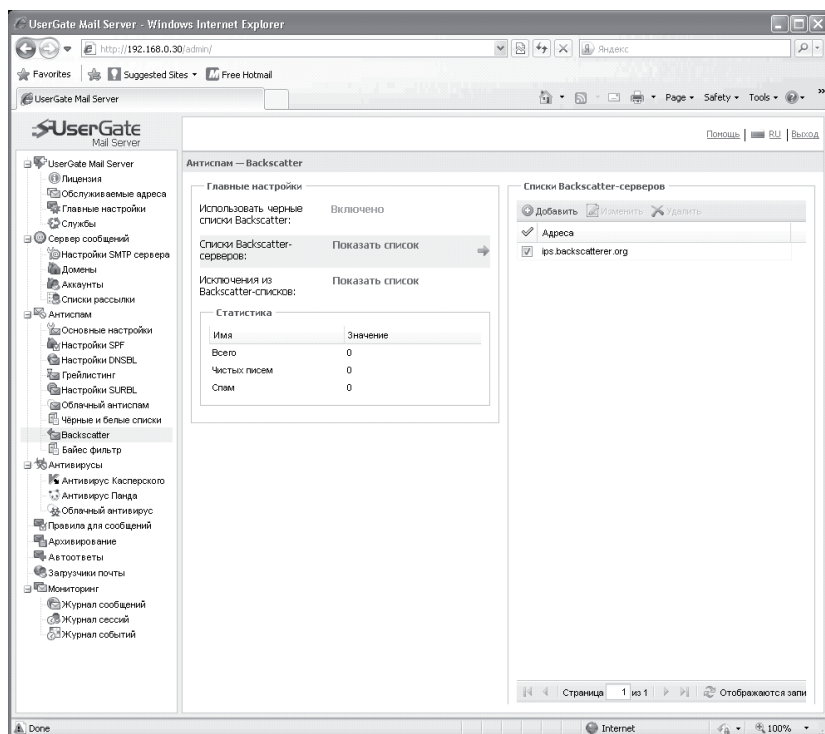 UserGate Mail Server - Windows Internet Explorer
http://192.168.0.30/admin/
Яндекс
Favorites
Suggested Sites
Free Hotmail
UserGate Mail Server
Page
Safety
Tools
»
UserGate
Mail Server
Помощь | RU | Выход
UserGate Mail Server
Лицензия
Обслуживаемые адреса
Главные настройки
Службы
Сервер сообщений
Настройки SMTP сервера
Домены
Аккаунты
Списки рассылки
Антиспам
Основные настройки
Настройки SPF
Настройки DNSBL
Грейлистинг
Настройки SURBL
Облачный антиспам
Чёрные и белые списки
Backscatter
Байес фильтр
Антивирусы
Антивирус Касперского
Антивирус Панда
Облачный антивирус
Правила для сообщений
Архивирование
Автоответы
Загрузчики почты
Мониторинг
Журнал сообщений
Журнал сессий
Журнал событий
Антиспам — Backscatter
Главные настройки
Использовать черные списки Backscatter:
Включено
Списки Backscatter-серверов:
Показать список
Исключения из Backscatter-списков:
Показать список
Статистика
Имя Значение
Всего 0
Чистых писем 0
Спам 0
Списки Backscatter-серверов
Добавить Изменить Удалить
Адреса
ips.backscatterer.org
Страница 1 из 1 Отображаются запи
Done
Internet
100%